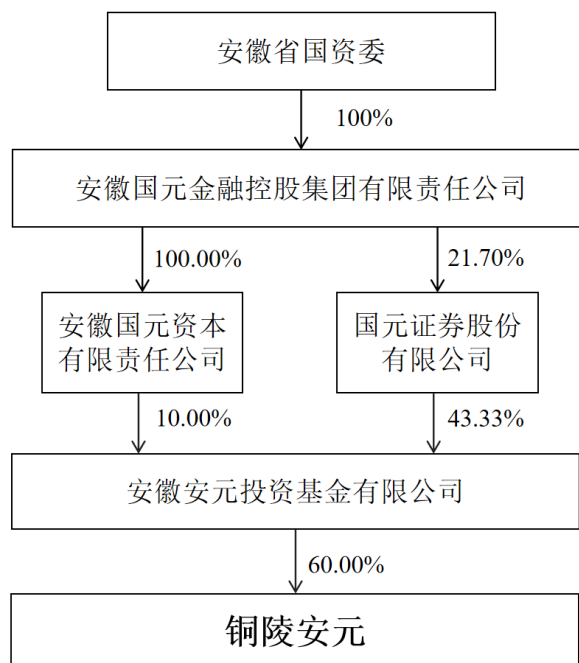 安徽省国资委
100%
安徽国元金融控股集团有限责任公司
100.00%
21.70%
安徽国元资本
有限责任公司
国元证券股份
有限公司
10.00%
43.33%
安徽安元投资基金有限公司
60.00%
铜陵安元